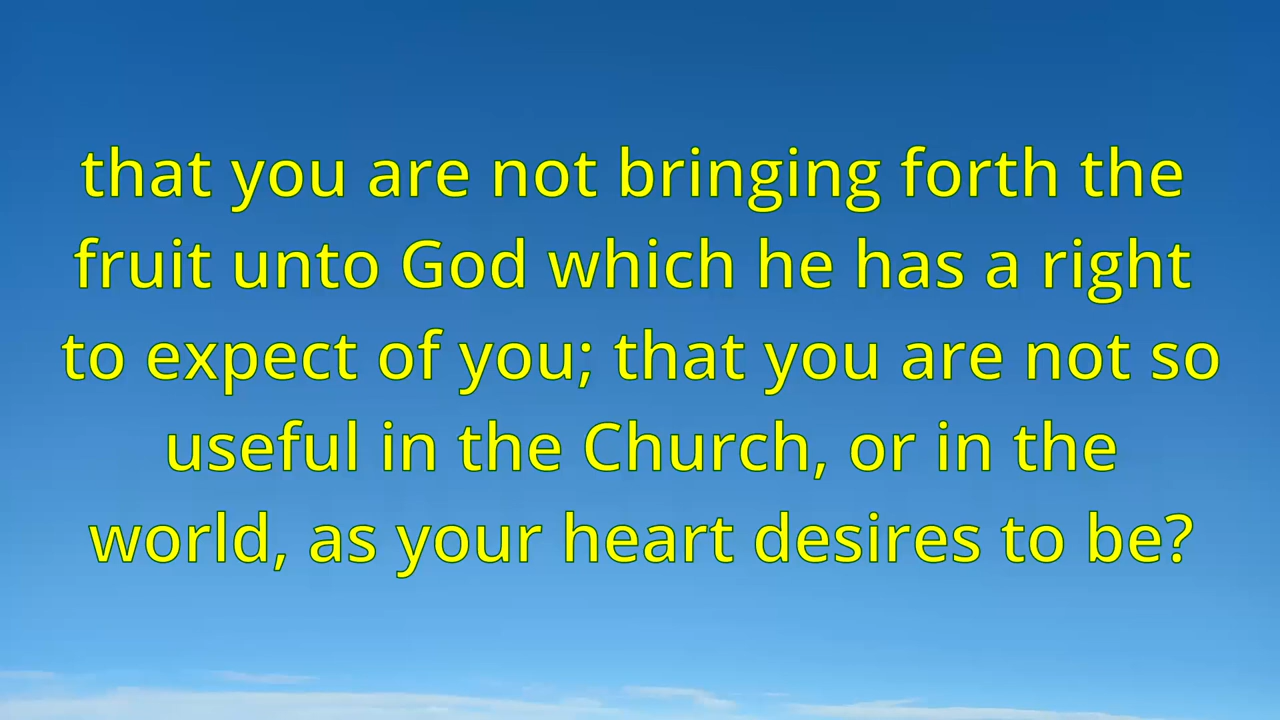 that you are not bringing forth the
fruit unto God which he has a right
to expect of you; that you are not so
useful in the Church, or in the
world, as your heart desires to be?